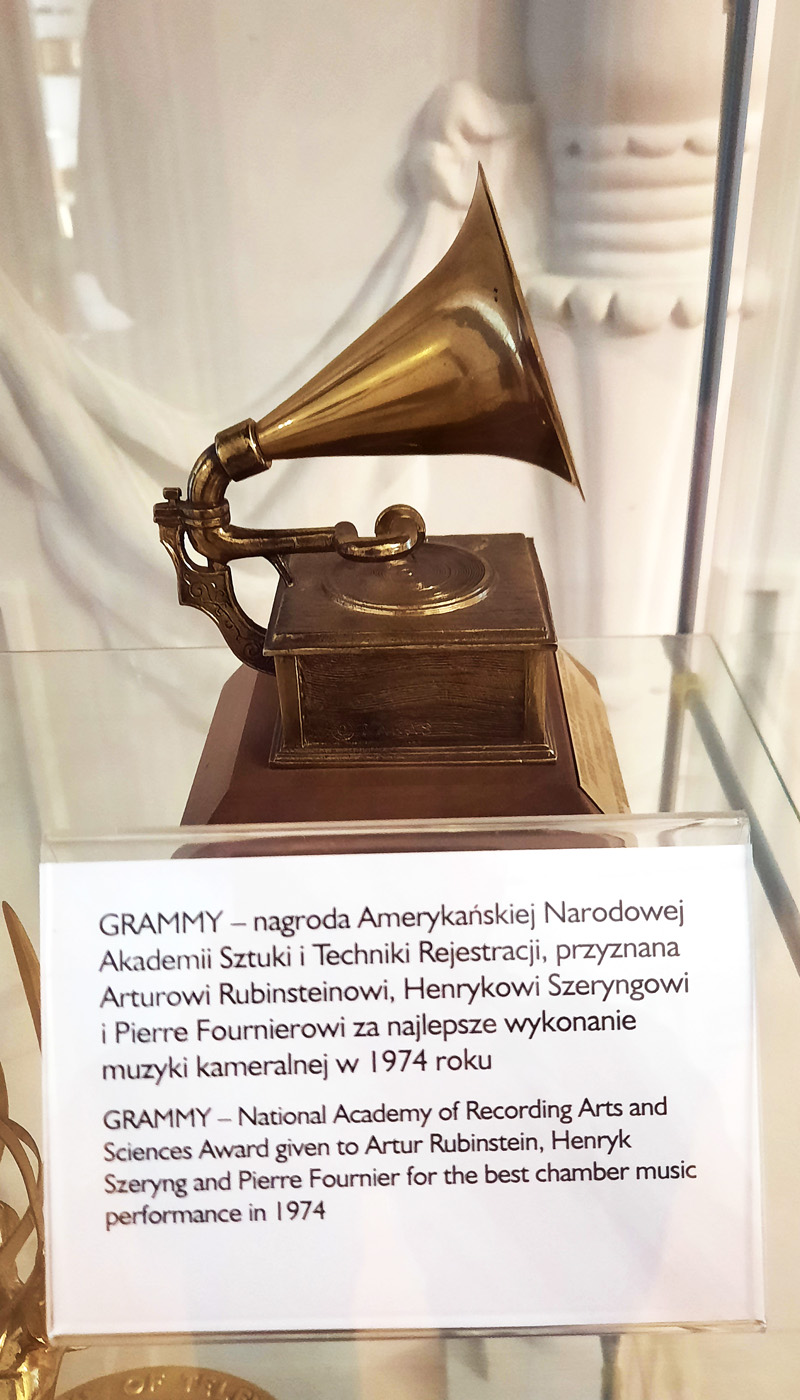 GRAMMY – nagroda Amerykańskiej Narodowej
Akademii Sztuki i Techniki Rejestracji, przyznana
Arturowi Rubinsteinowi, Henrykowi Szeryngowi
i Pierre Fournierowi za najlepsze wykonanie
muzyki kameralnej w 1974 roku
GRAMMY – National Academy of Recording Arts and
Sciences Award given to Artur Rubinstein, Henryk
Szeryng and Pierre Fournier for the best chamber music
performance in 1974
OF